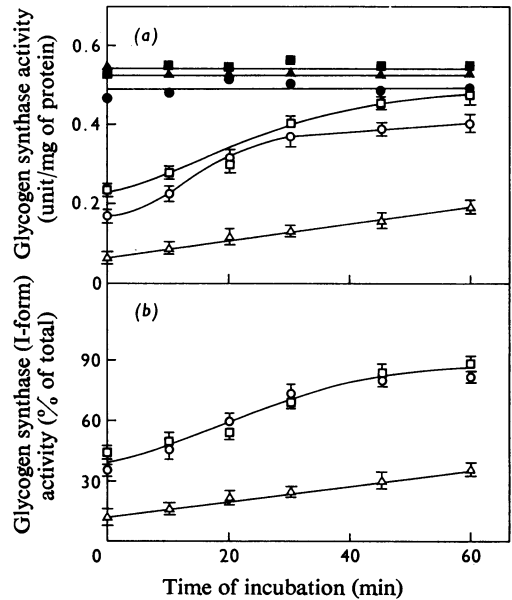 Glycogen synthase activity
(unit/mg of protein)
(a)
0.6
0.4
0.2
0
Glycogen synthase (I-form)
activity (% of total)
(b)
90
60
30
0
20
40
60
Time of incubation (min)